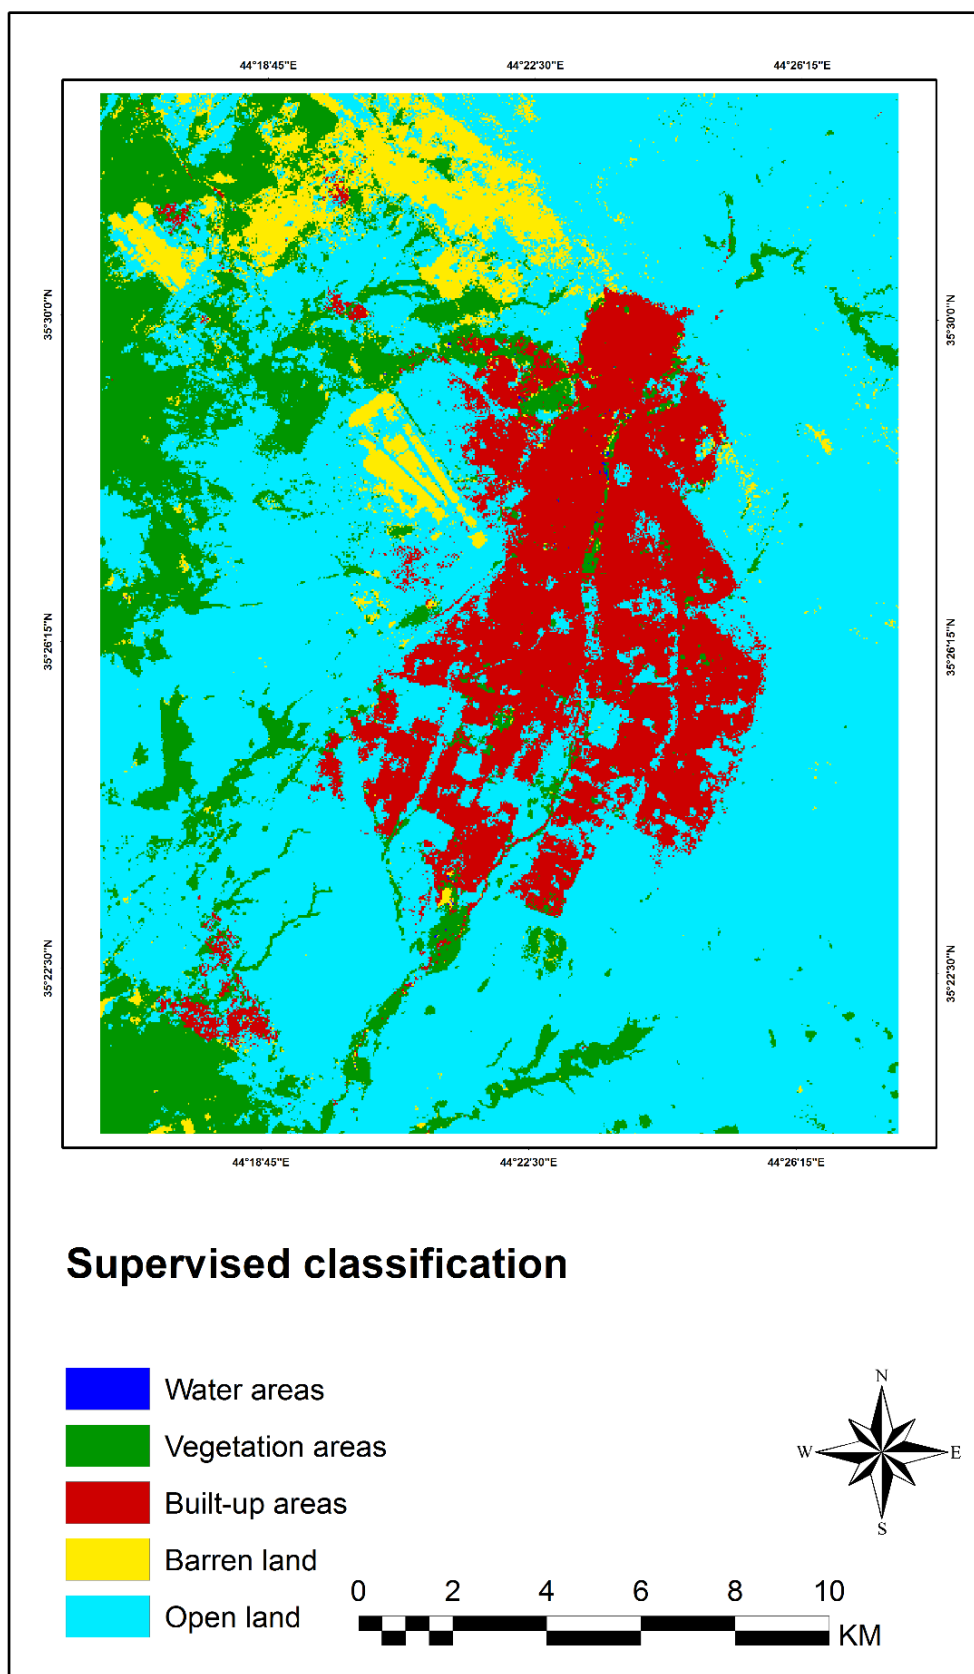 44°18'45"E 44°22'30"E 44°26'15"E
35°30'0"N 35°30'0"N
35°26'15"N 35°26'15"N
35°22'30"N 35°22'30"N
44°18'45"E 44°22'30"E 44°26'15"E
Supervised classification
Water areas
Vegetation areas
Built-up areas
Barren land
Open land
N
W E
S
0 2 4 6 8 10
KM